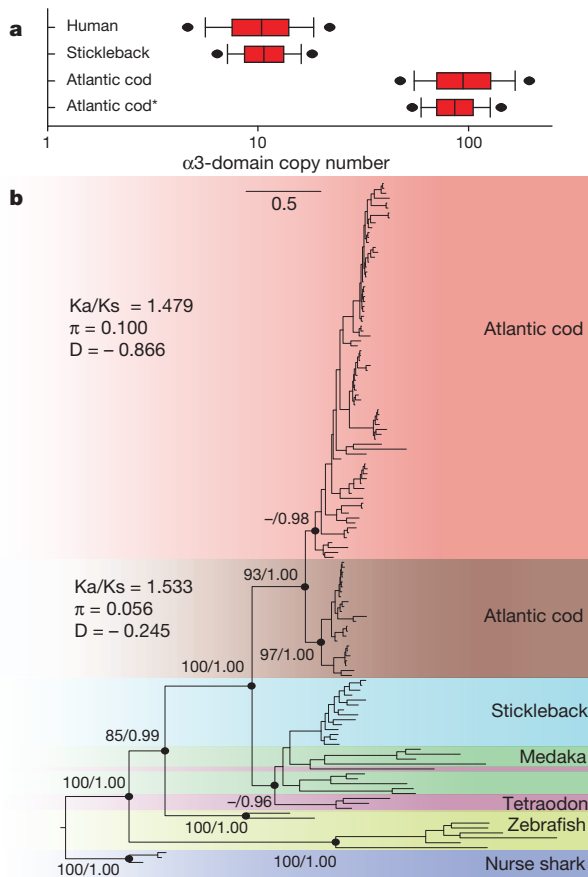 a
Human
Stickleback
Atlantic cod
Atlantic cod*
1
10
100
α3-domain copy number
b
0.5
Ka/Ks = 1.479
π = 0.100
D = – 0.866
Atlantic cod
–/0.98
93/1.00
Ka/Ks = 1.533
π = 0.056
D = – 0.245
Atlantic cod
97/1.00
100/1.00
Stickleback
85/0.99
Medaka
100/1.00
–/0.96
Tetraodon
100/1.00
Zebrafish
100/1.00
100/1.00
Nurse shark